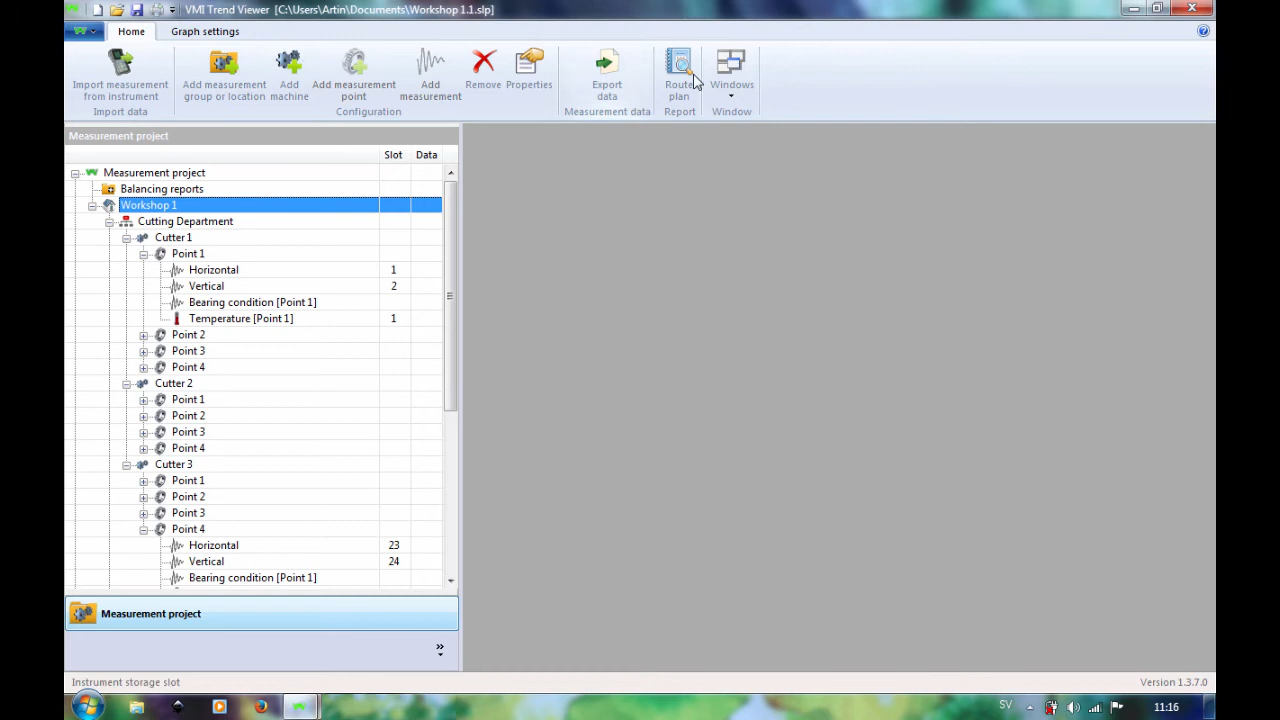 VMI Trend Viewer [C:\Users\Artin\Documents\Workshop 1.1.slp]
Home Graph settings
Import measurement from instrument
Add measurement group or location
Add machine
Add measurement point
Add measurement
Remove
Properties
Export data
Route plan
Windows
Import data Configuration Measurement data Report Window
Measurement project
Slot Data
Measurement project
Balancing reports
Workshop 1
Cutting Department
Cutter 1
Point 1
Horizontal 1
Vertical 2
Bearing condition [Point 1]
Temperature [Point 1] 1
Point 2
Point 3
Point 4
Cutter 2
Point 1
Point 2
Point 3
Point 4
Cutter 3
Point 1
Point 2
Point 3
Point 4
Horizontal 23
Vertical 24
Bearing condition [Point 1]
Measurement project
Instrument storage slot Version 1.3.7.0
SV 11:16